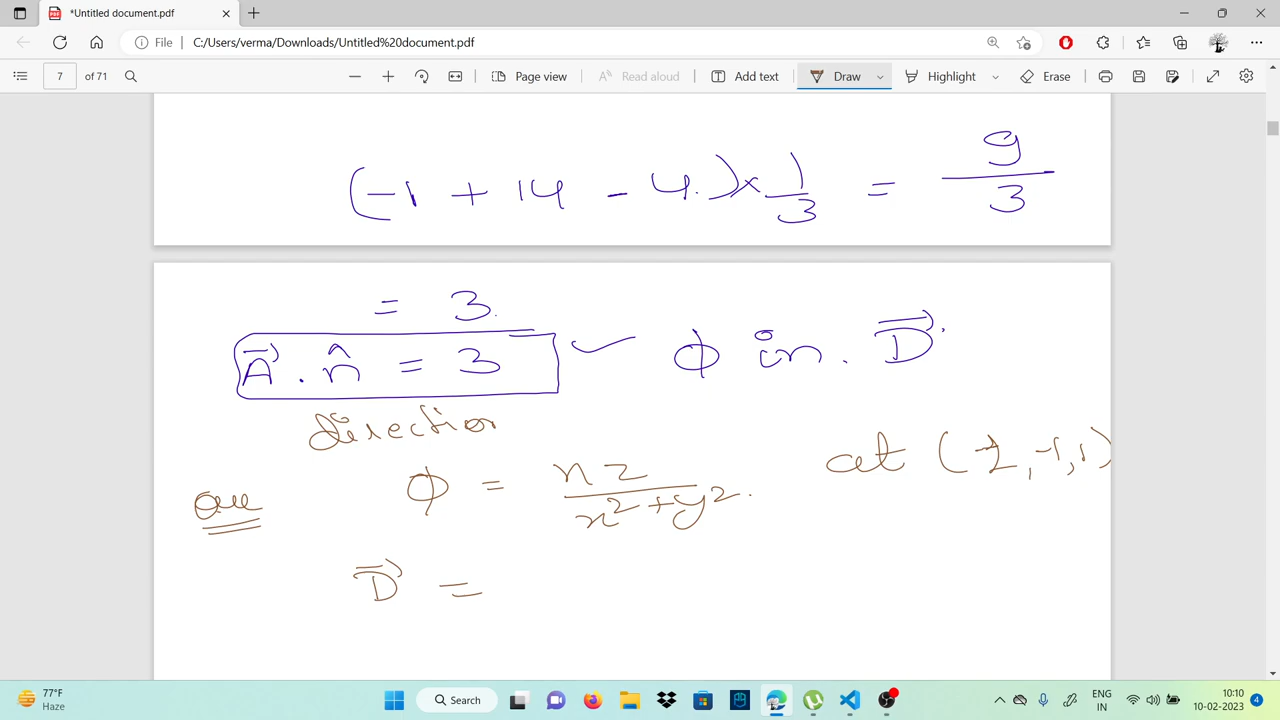 *Untitled document.pdf
File C:/Users/verma/Downloads/Untitled%20document.pdf
7 of 71 Page view Read aloud Add text Draw Highlight Erase
(-1 + 14 - 4.) × 1/3 = 9/3
= 3.
A⃗ . n̂ = 3 ✓ ϕ in. D⃗.
direction
que ϕ = xz/(x² + y²). at ( , -1, 1)
D⃗ =
77°F
Haze
Search
ENG
IN
10:10
10-02-2023
4